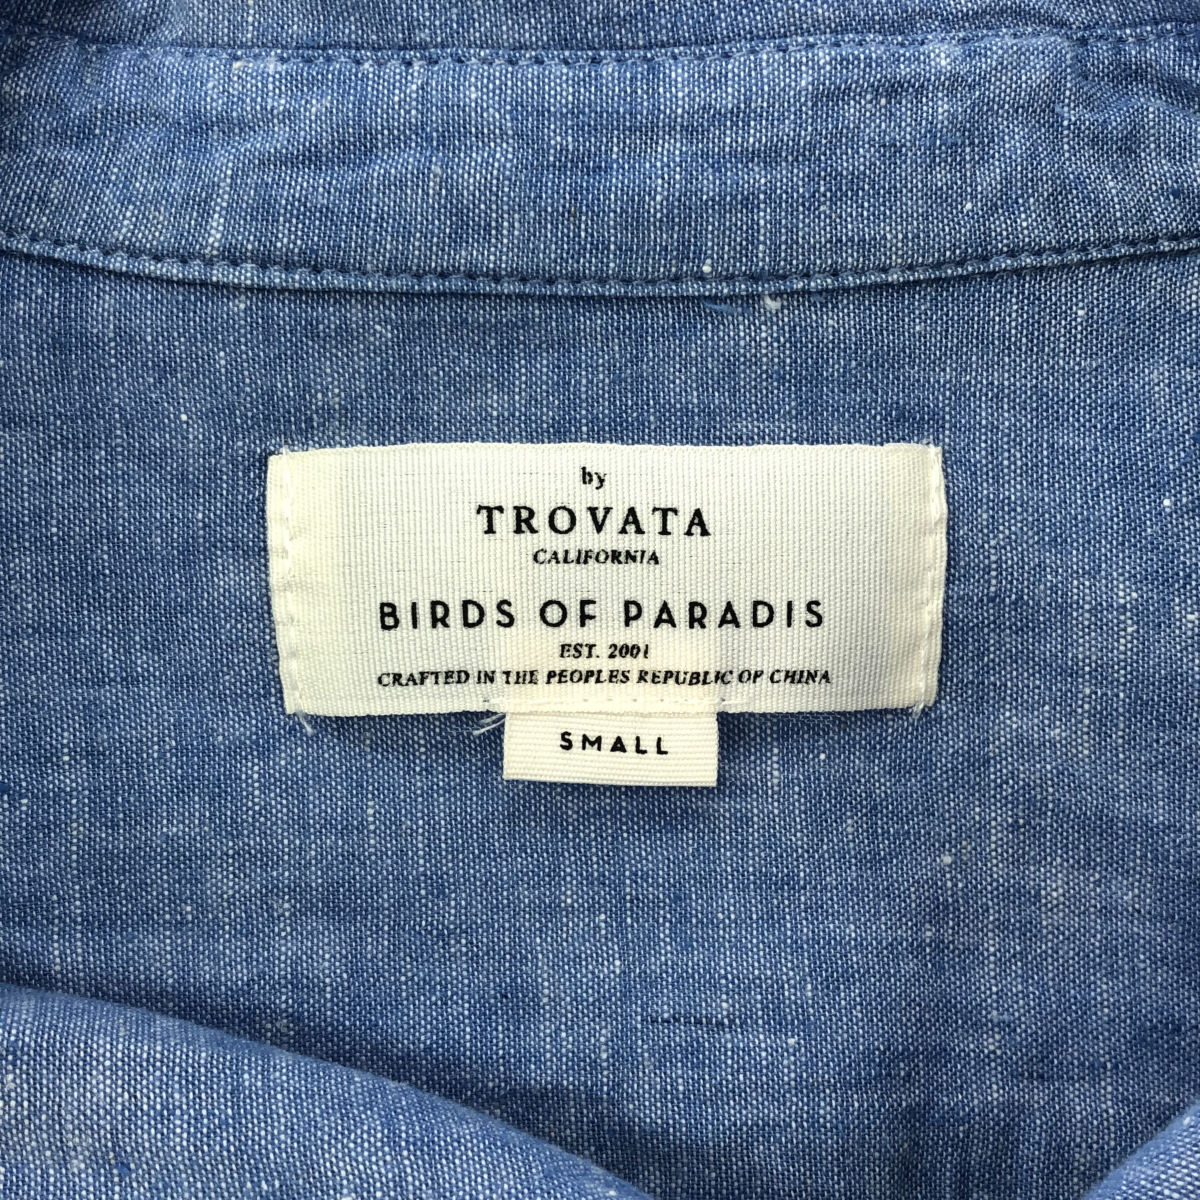 by
TROVATA
CALIFORNIA
BIRDS OF PARADIS
EST. 2001
CRAFTED IN THE PEOPLES REPUBLIC OF CHINA
SMALL